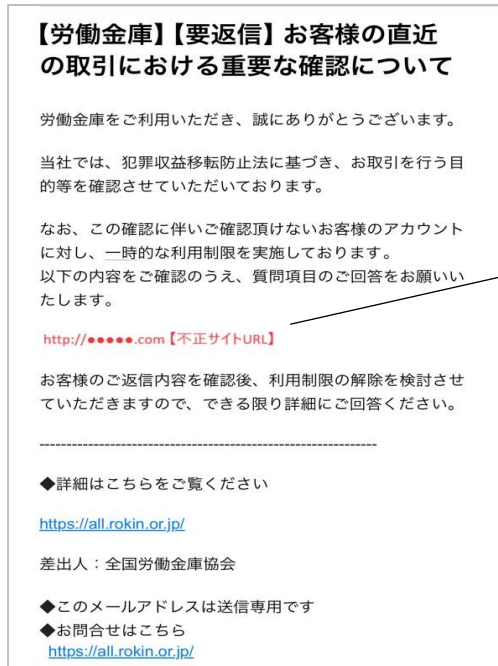 【労働金庫】【要返信】お客様の直近
の取引における重要な確認について
労働金庫をご利用いただき、誠にありがとうございます。
当社では、犯罪収益移転防止法に基づき、お取引を行う目
的等を確認させていただいております。
なお、この確認に伴いご確認頂けないお客様のアカウント
に対し、一時的な利用制限を実施しております。
以下の内容をご確認のうえ、質問項目のご回答をお願いい
たします。
http://●●●●●.com【不正サイトURL】
お客様のご返信内容を確認後、利用制限の解除を検討させ
ていただきますので、できる限り詳細にご回答ください。
----------------------------------------------------------------
◆詳細はこちらをご覧ください
https://all.rokin.or.jp/
差出人：全国労働金庫協会
◆このメールアドレスは送信専用です
◆お問合せはこちら
https://all.rokin.or.jp/